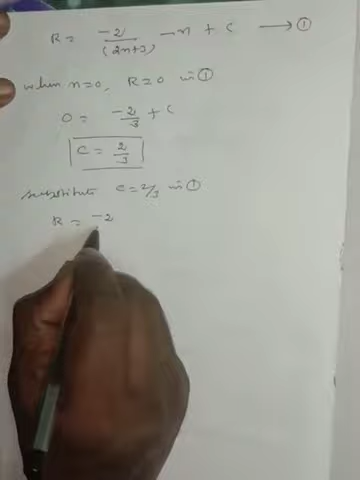 R = -2/(2n+3) - n + C → ①
when n=0, R=0 in ①
0 = -2/3 + C
C = 2/3
substitute C = 2/3 in ①
R = -2